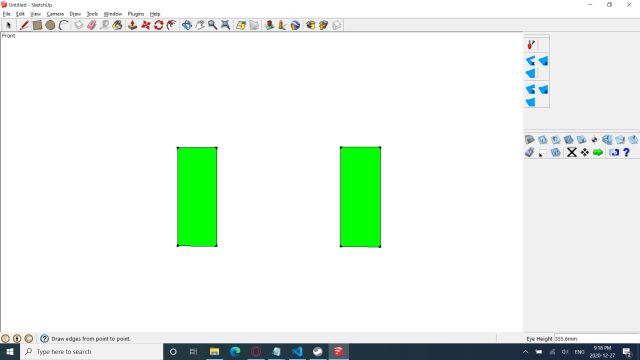 Untitled - SketchUp
File Edit View Camera Draw Tools Window Plugins Help
Front
Draw edges from point to point.
Eye Height 355.6mm
Type here to search
ENG
9:18 PM
2020-12-27